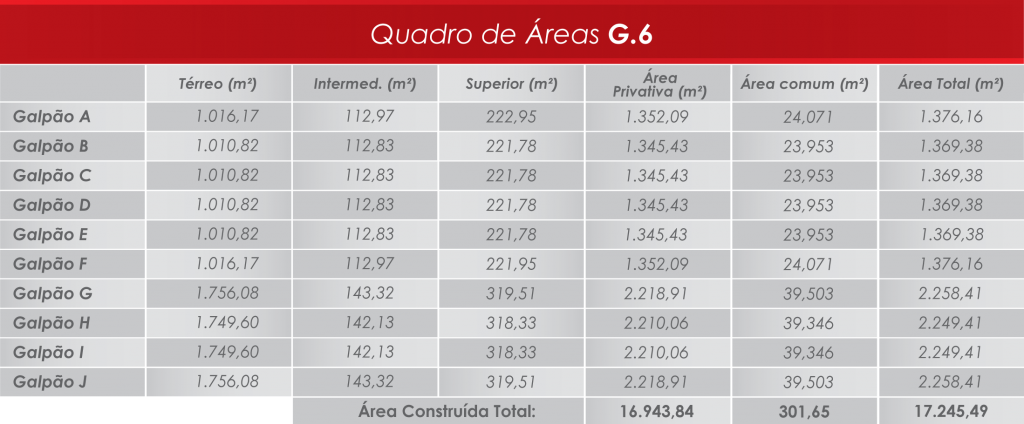 Quadro de Áreas G.6
Térreo (m²) Intermed. (m²) Superior (m²) Área Privativa (m²) Área comum (m²) Área Total (m²)
Galpão A 1.016,17 112,97 222,95 1.352,09 24,071 1.376,16
Galpão B 1.010,82 112,83 221,78 1.345,43 23,953 1.369,38
Galpão C 1.010,82 112,83 221,78 1.345,43 23,953 1.369,38
Galpão D 1.010,82 112,83 221,78 1.345,43 23,953 1.369,38
Galpão E 1.010,82 112,83 221,78 1.345,43 23,953 1.369,38
Galpão F 1.016,17 112,97 221,95 1.352,09 24,071 1.376,16
Galpão G 1.756,08 143,32 319,51 2.218,91 39,503 2.258,41
Galpão H 1.749,60 142,13 318,33 2.210,06 39,346 2.249,41
Galpão I 1.749,60 142,13 318,33 2.210,06 39,346 2.249,41
Galpão J 1.756,08 143,32 319,51 2.218,91 39,503 2.258,41
Área Construída Total: 16.943,84 301,65 17.245,49